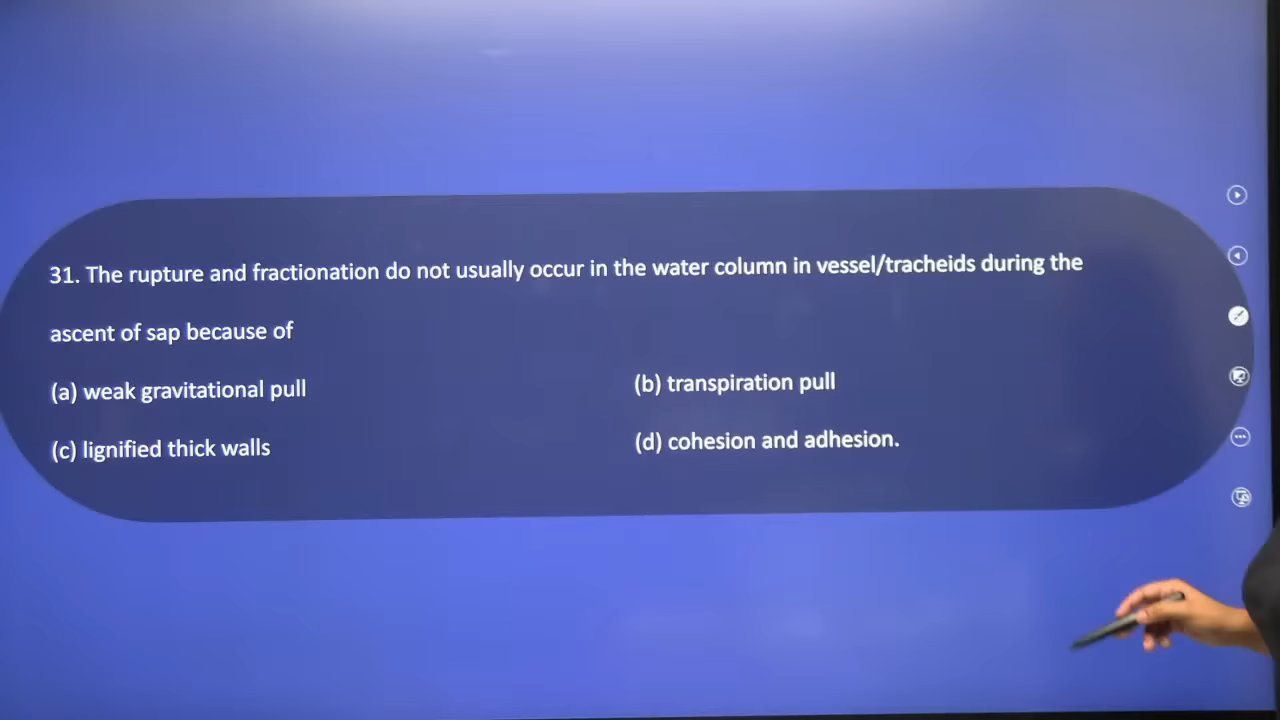 31. The rupture and fractionation do not usually occur in the water column in vessel/tracheids during the
ascent of sap because of
(a) weak gravitational pull
(b) transpiration pull
(c) lignified thick walls
(d) cohesion and adhesion.